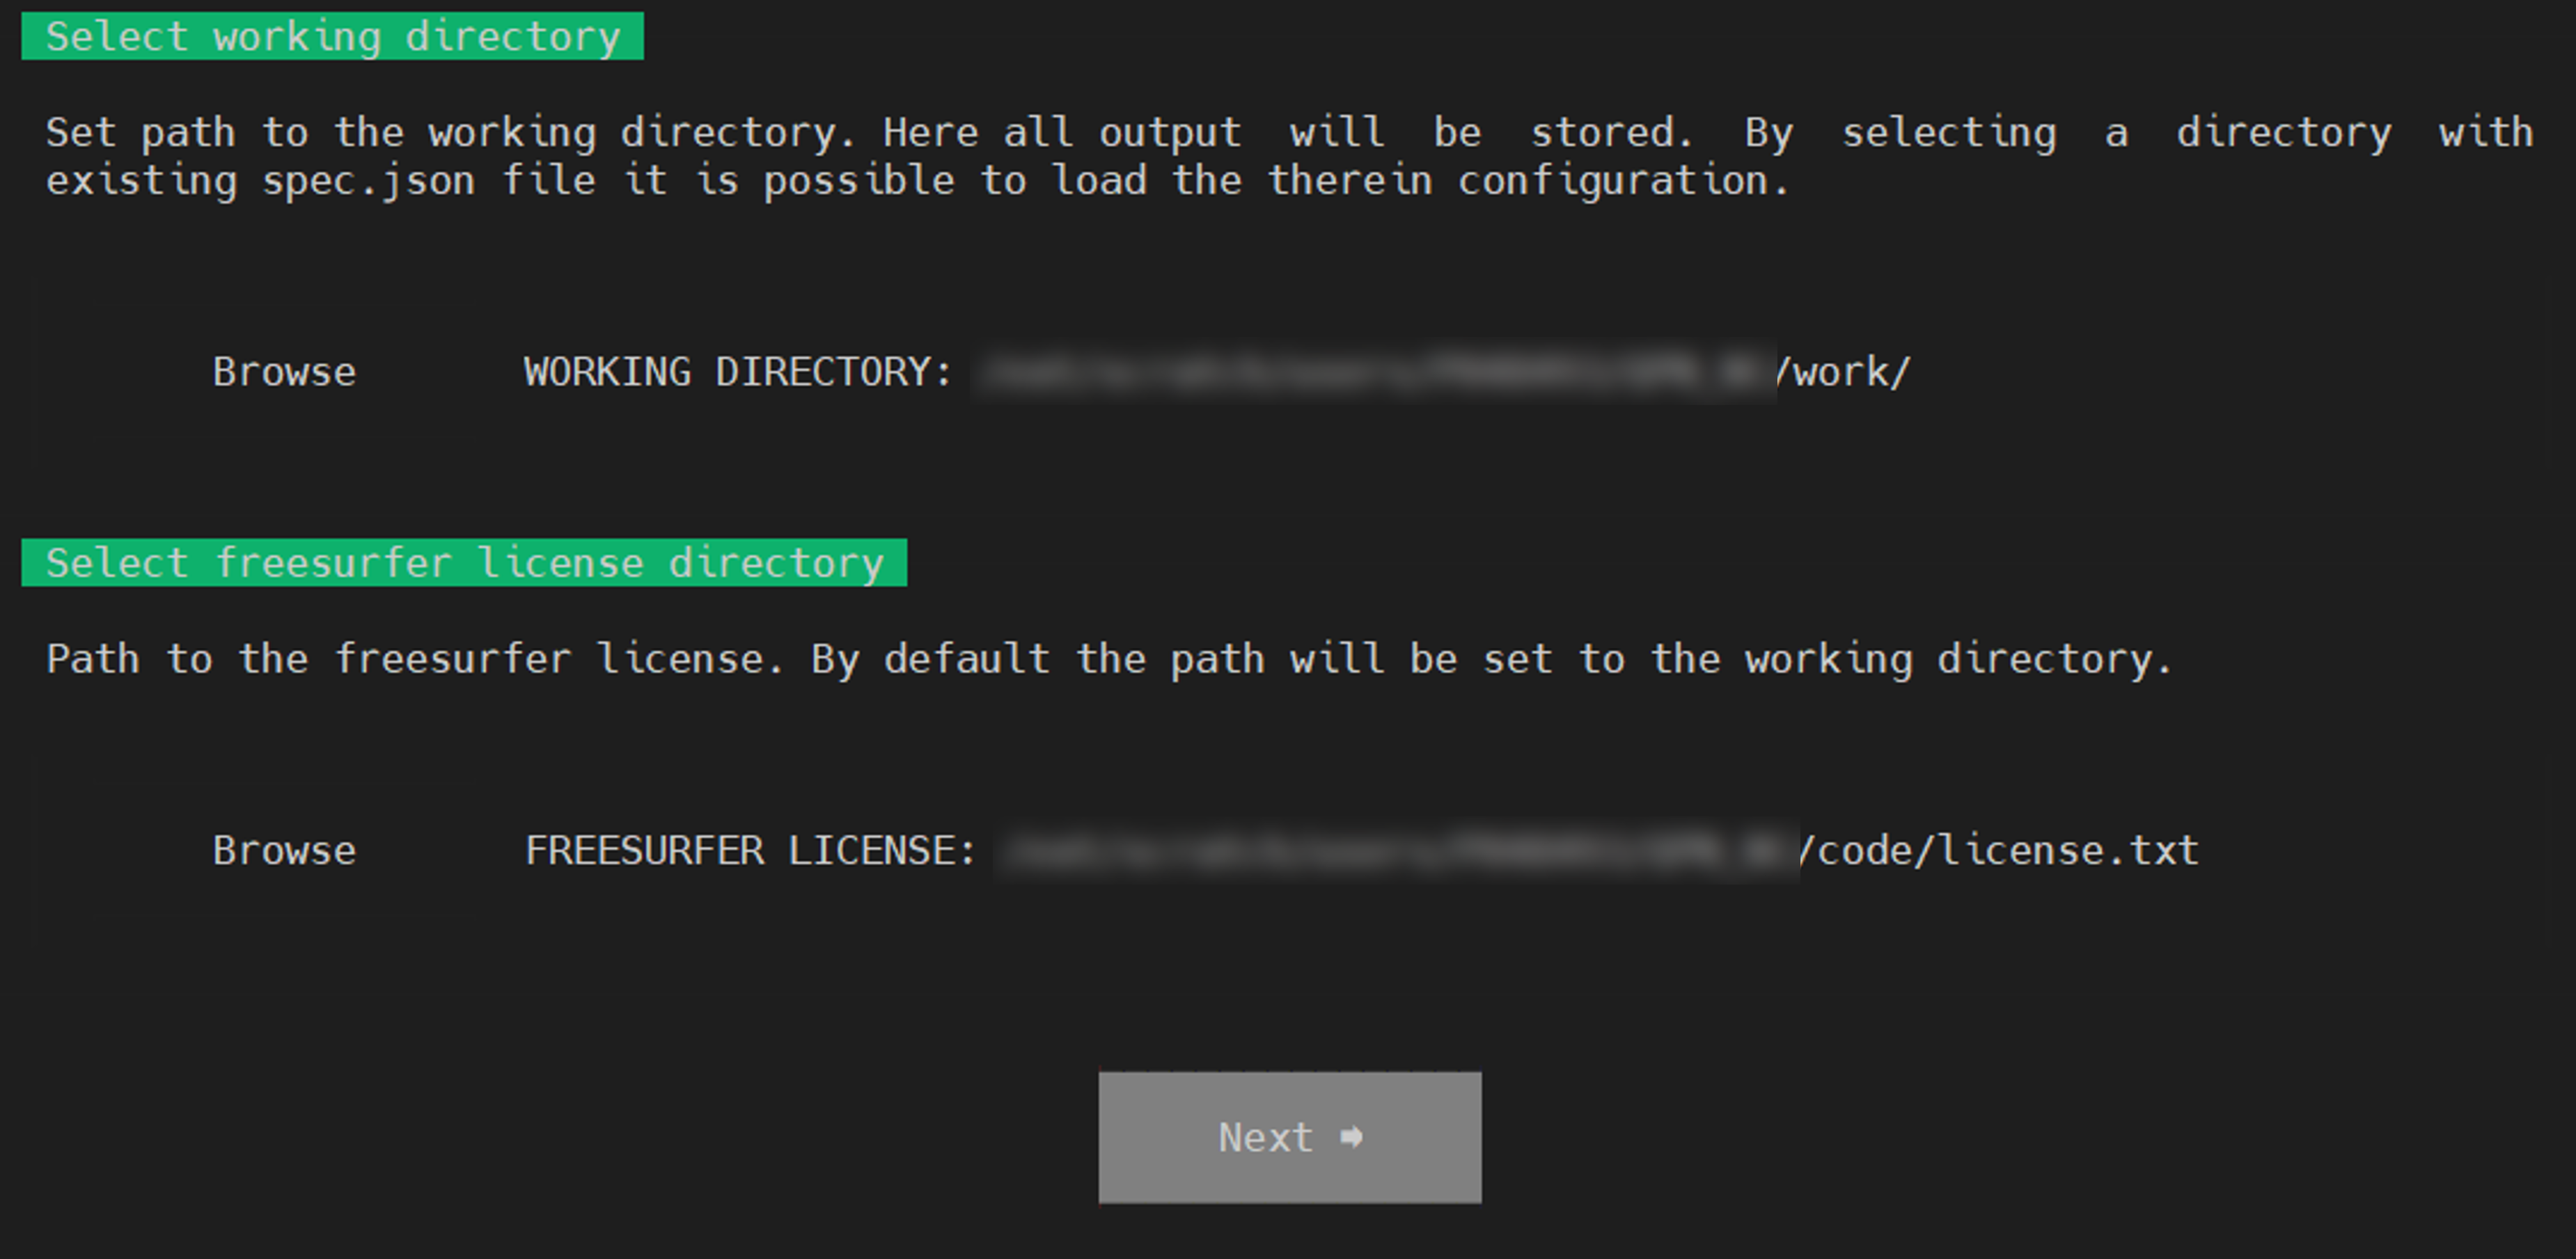 Select working directory
Set path to the working directory. Here all output will be stored. By selecting a directory with
existing spec.json file it is possible to load the therein configuration.
Browse WORKING DIRECTORY: /work/
Select freesurfer license directory
Path to the freesurfer license. By default the path will be set to the working directory.
Browse FREESURFER LICENSE: /code/license.txt
Next ➡